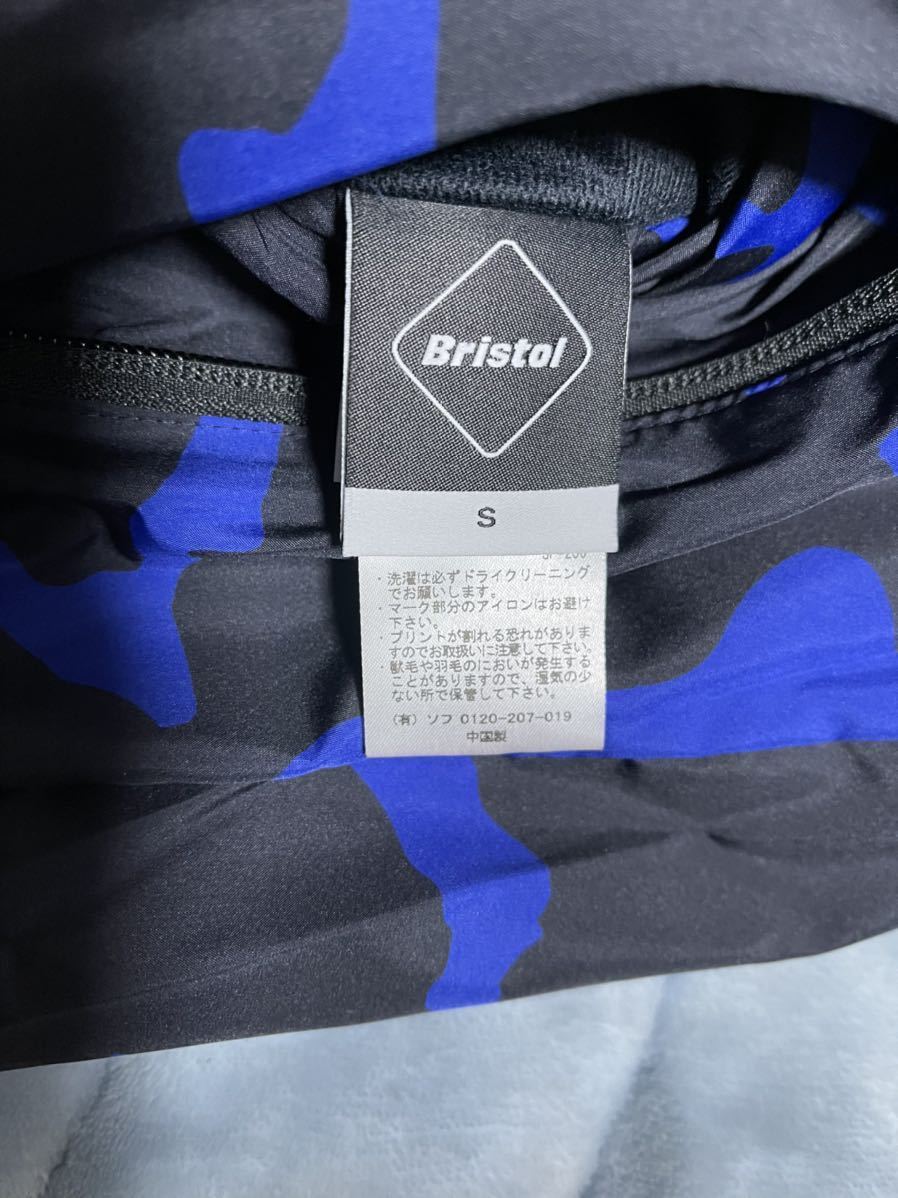 Bristol
S
・洗濯は必ずドライクリーニング
でお願いします。
・マーク部分のアイロンはお避け
下さい。
・プリントが割れる恐れがありま
すのでお取扱いに注意して下さい。
・獣毛や羽毛のにおいが発生する
ことがありますので、湿気の少
ない所で保管して下さい。
(有) ソフ 0120-207-019
中国製